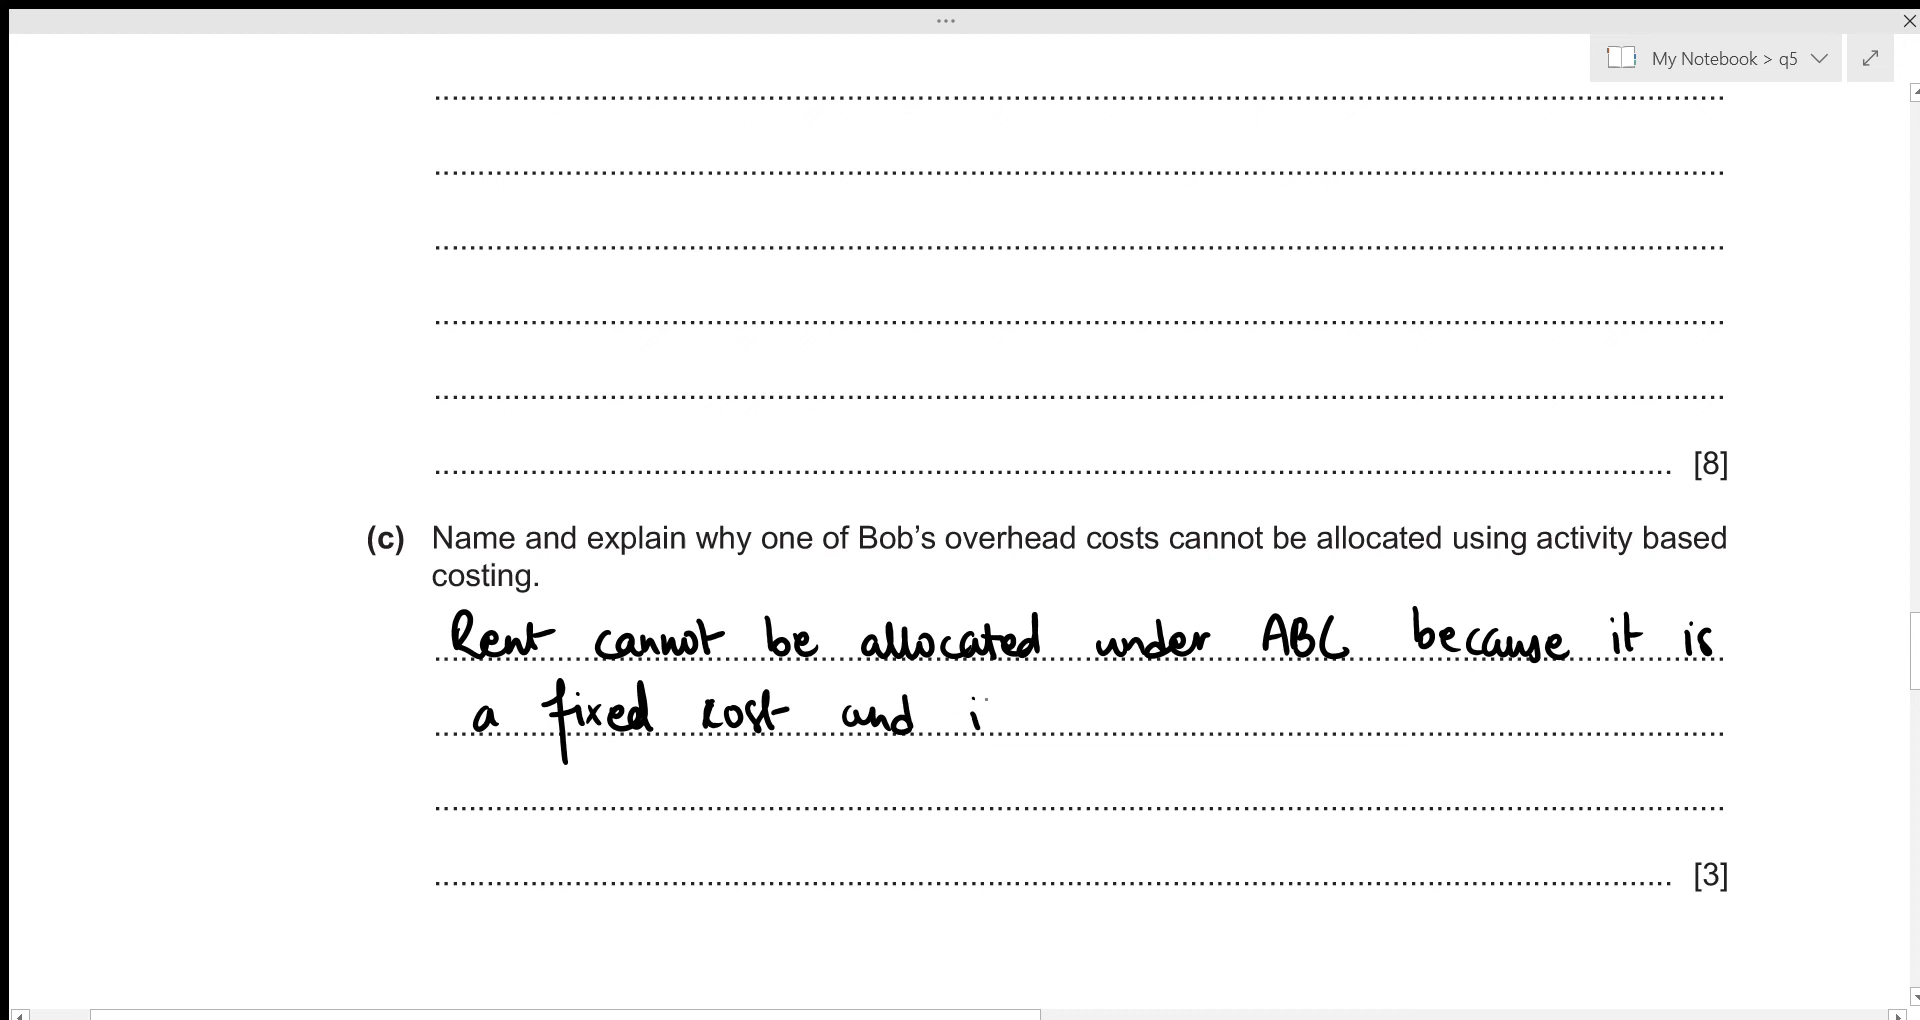 My Notebook > q5
[8]
(c) Name and explain why one of Bob’s overhead costs cannot be allocated using activity based
costing.
Rent cannot be allocated under ABC because it is
a fixed cost and i
[3]